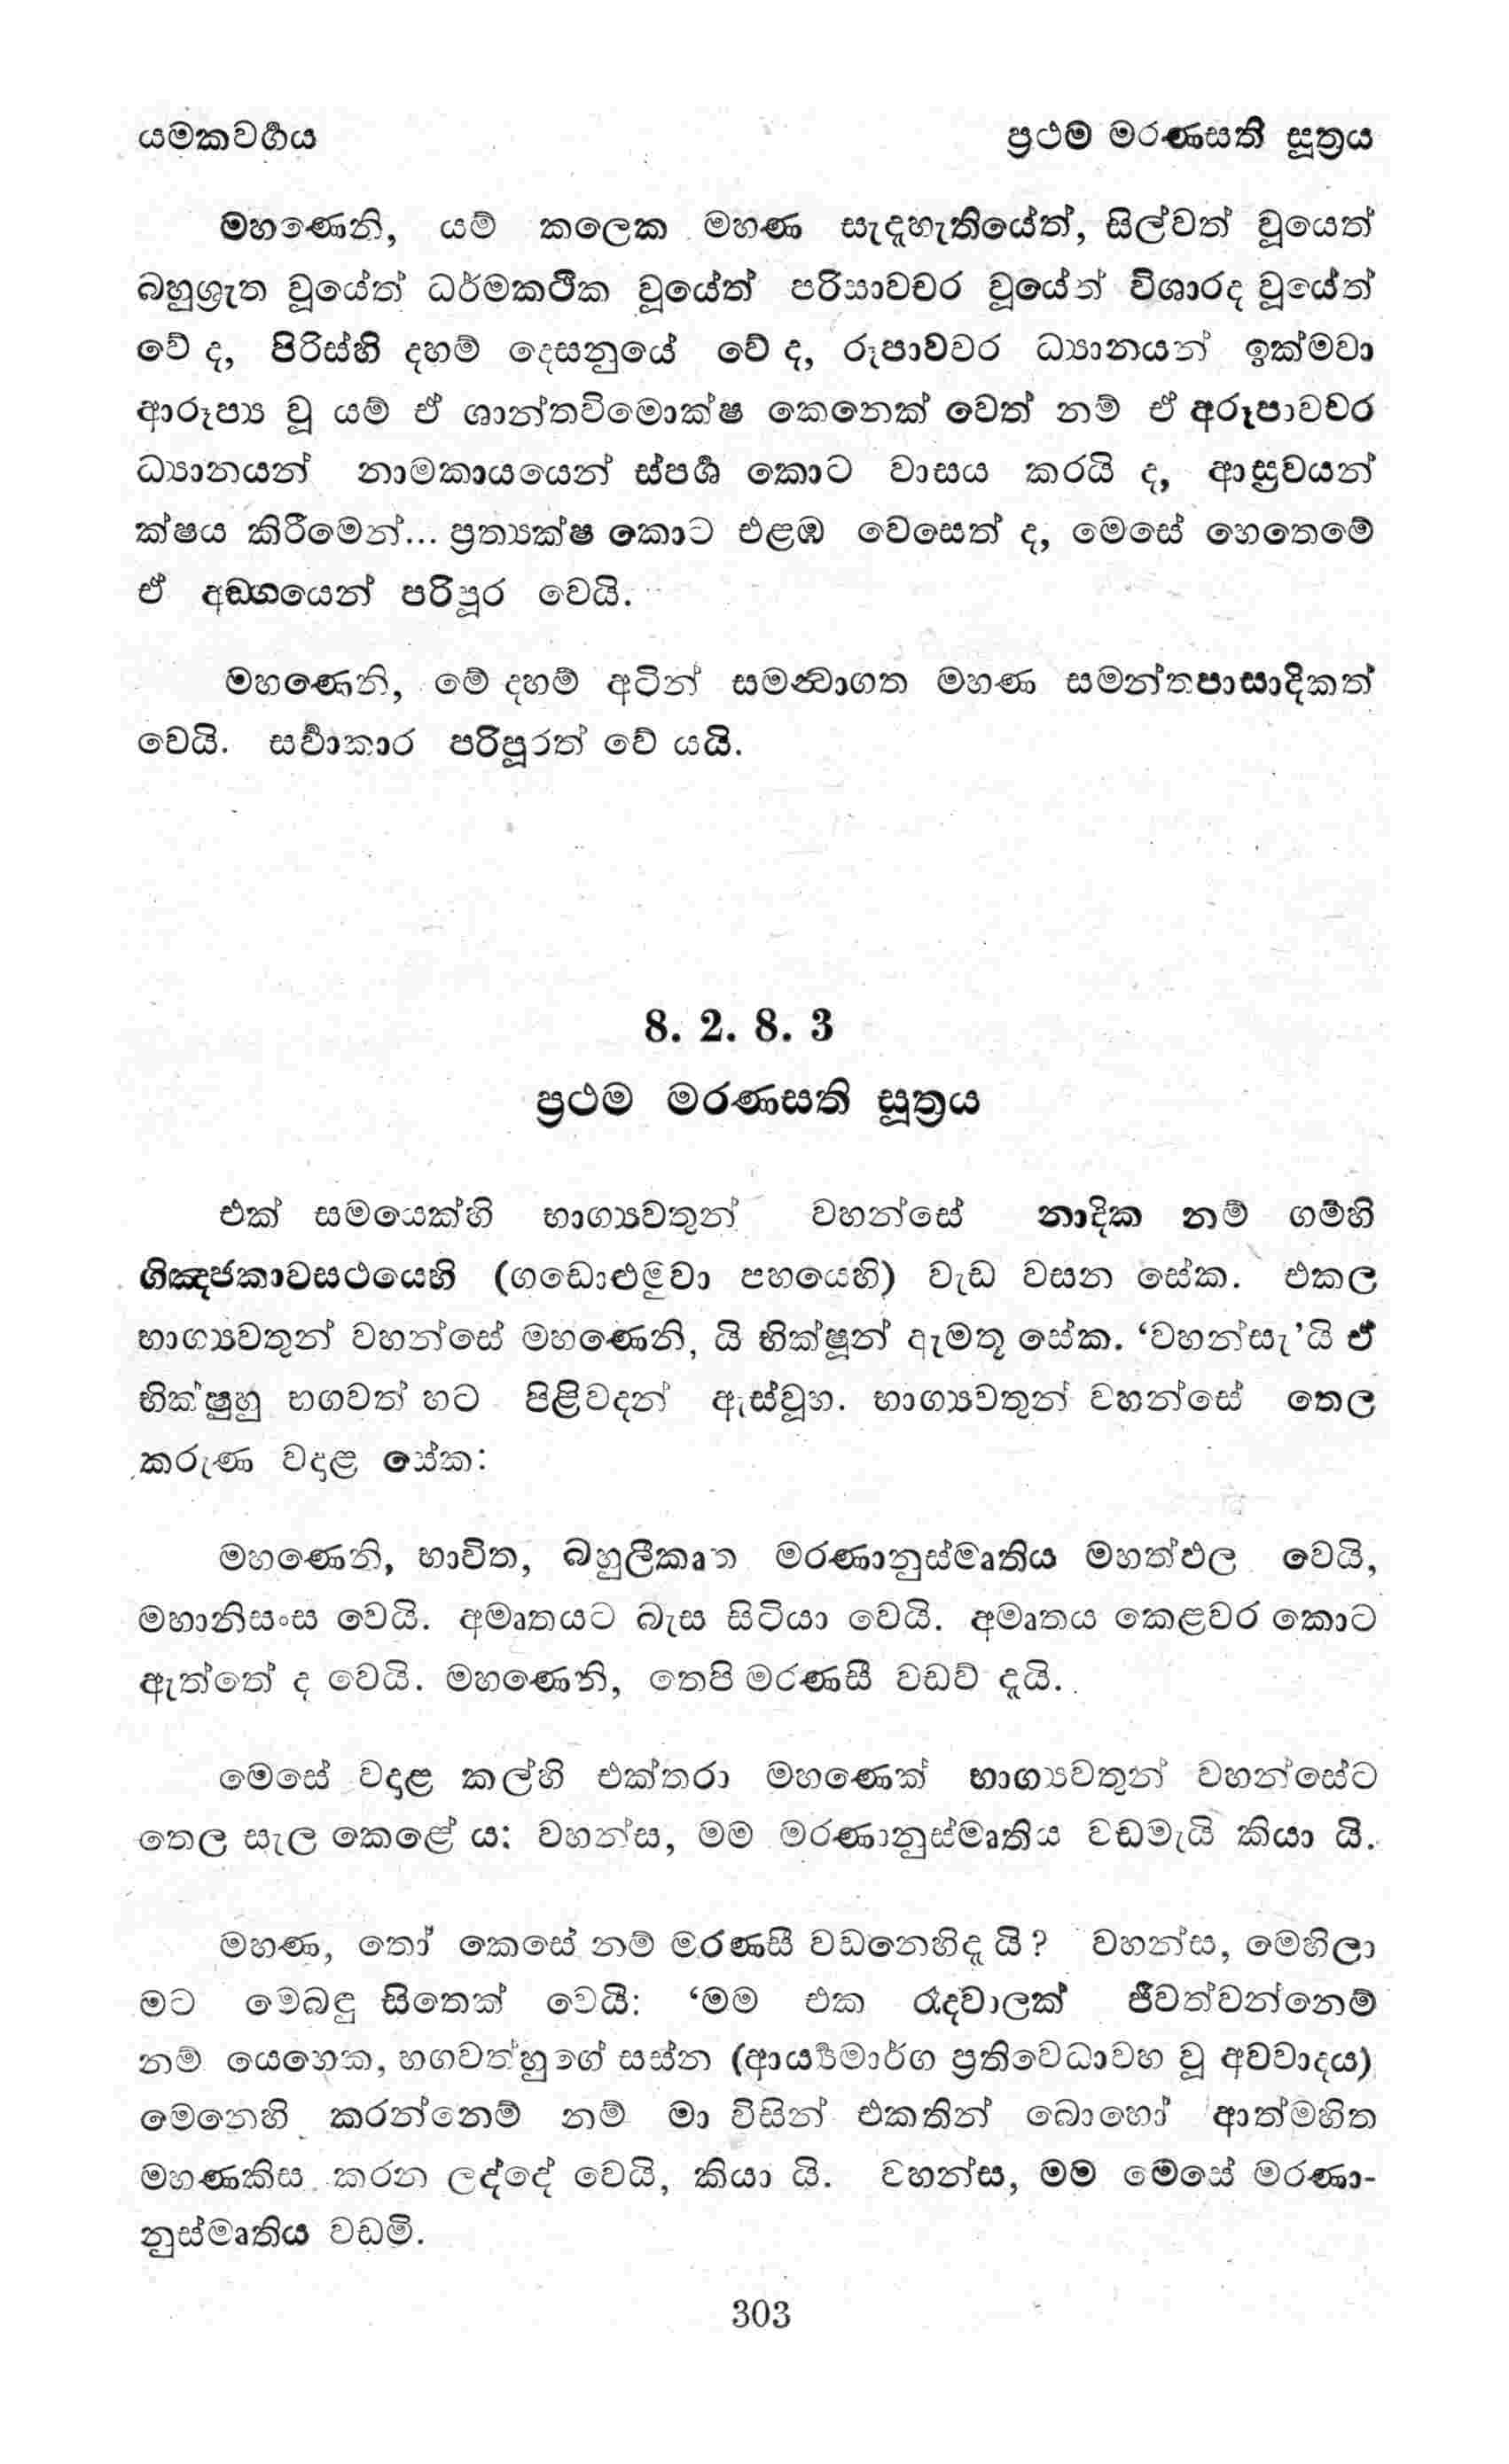 යමකවර්‍ගය
ප්‍රථම මරණසති සූත්‍රය
මහණෙනි, යම් කලෙක මහණ සැදැහැතියේත්, සිල්වත් වූයෙත්
බහුශ්‍රැත වූයේත් ධර්මකථික වූයේත් පරිසාවචර වූයේත් විශාරද වූයේත්
වේ ද, පිරිස්හි දහම් දෙසනුයේ වේ ද, රූපාවචර ධ්‍යානයන් ඉක්මවා
ආරූප්‍ය වූ යම් ඒ ශාන්තවිමොක්ෂ කෙනෙක් වෙත් නම් ඒ අරූපාවචර
ධ්‍යානයන් නාමකායයෙන් ස්පර්‍ශ කොට වාසය කරයි ද, ආස්‍රවයන්
ක්ෂය කිරීමෙන්... ප්‍රත්‍යක්ෂ කොට එළඹ වෙසෙත් ද, මෙසේ හෙතෙමේ
ඒ අඞ්ගයෙන් පරිපූර වෙයි.
මහණෙනි, මේ දහම් අටින් සමන්‍වාගත මහණ සමන්තපාසාදිකත්
වෙයි. සර්‍වාකාර පරිපූරත් වේ යයි.
8. 2. 8. 3
ප්‍රථම මරණසති සූත්‍රය
එක් සමයෙක්හි භාග්‍යවතුන් වහන්සේ නාදික නම් ගම්හි
ගිඤ්ජකාවසථයෙහි (ගඩොළුමුවා පහයෙහි) වැඩ වසන සේක. එකල
භාග්‍යවතුන් වහන්සේ මහණෙනි, යි භික්ෂූන් ඇමතූ සේක. ‘වහන්සැ’යි ඒ
භික්ෂුහු භගවත් හට පිළිවදන් ඇස්වූහ. භාග්‍යවතුන් වහන්සේ තෙල
කරුණ වදාළ සේක:
මහණෙනි, භාවිත, බහුලීකෘත මරණානුස්මෘතිය මහත්ඵල වෙයි,
මහානිසංස වෙයි. අමෘතයට බැස සිටියා වෙයි. අමෘතය කෙළවර කොට
ඇත්තේ ද වෙයි. මහණෙනි, තෙපි මරණසී වඩව් දැයි.
මෙසේ වදාළ කල්හි එක්තරා මහණෙක් භාග්‍යවතුන් වහන්සේට
තෙල සැල කෙළේ ය: වහන්ස, මම මරණානුස්මෘතිය වඩමැයි කියා යි.
මහණ, තෝ කෙසේ නම් මරණසී වඩනෙහිදැ යි? වහන්ස, මෙහිලා
මට මෙබඳු සිතෙක් වෙයි: ‘මම එක රෑදවාලක් ජීවත්වන්නෙම්
නම් යෙහෙක, භගවත්හුගේ සස්න (ආර්‍ය්‍යමාර්ග ප්‍රතිවෙධාවහ වූ අවවාදය)
මෙනෙහි කරන්නෙම් නම් මා විසින් එකතින් බොහෝ ආත්මහිත
මහණකිස කරන ලද්දේ වෙයි, කියා යි. වහන්ස, මම මෙසේ මරණා-
නුස්මෘතිය වඩමි.
303